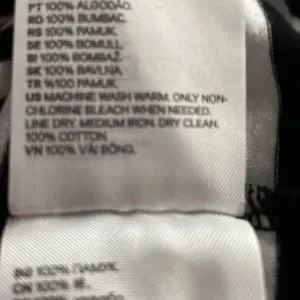 PT 100% ALGODÃO.
RO 100% BUMBAC.
RS 100% PAMUK.
SE 100% BOMULL.
SI 100% BOMBAŽ.
SK 100% BAVLNA.
TR %100 PAMUK.
US MACHINE WASH WARM. ONLY NON-
CHLORINE BLEACH WHEN NEEDED.
LINE DRY. MEDIUM IRON. DRY CLEAN.
100% COTTON.
VN 100% VẢI BÔNG.
BG 100% ПАМУК.
CN 100% 棉.